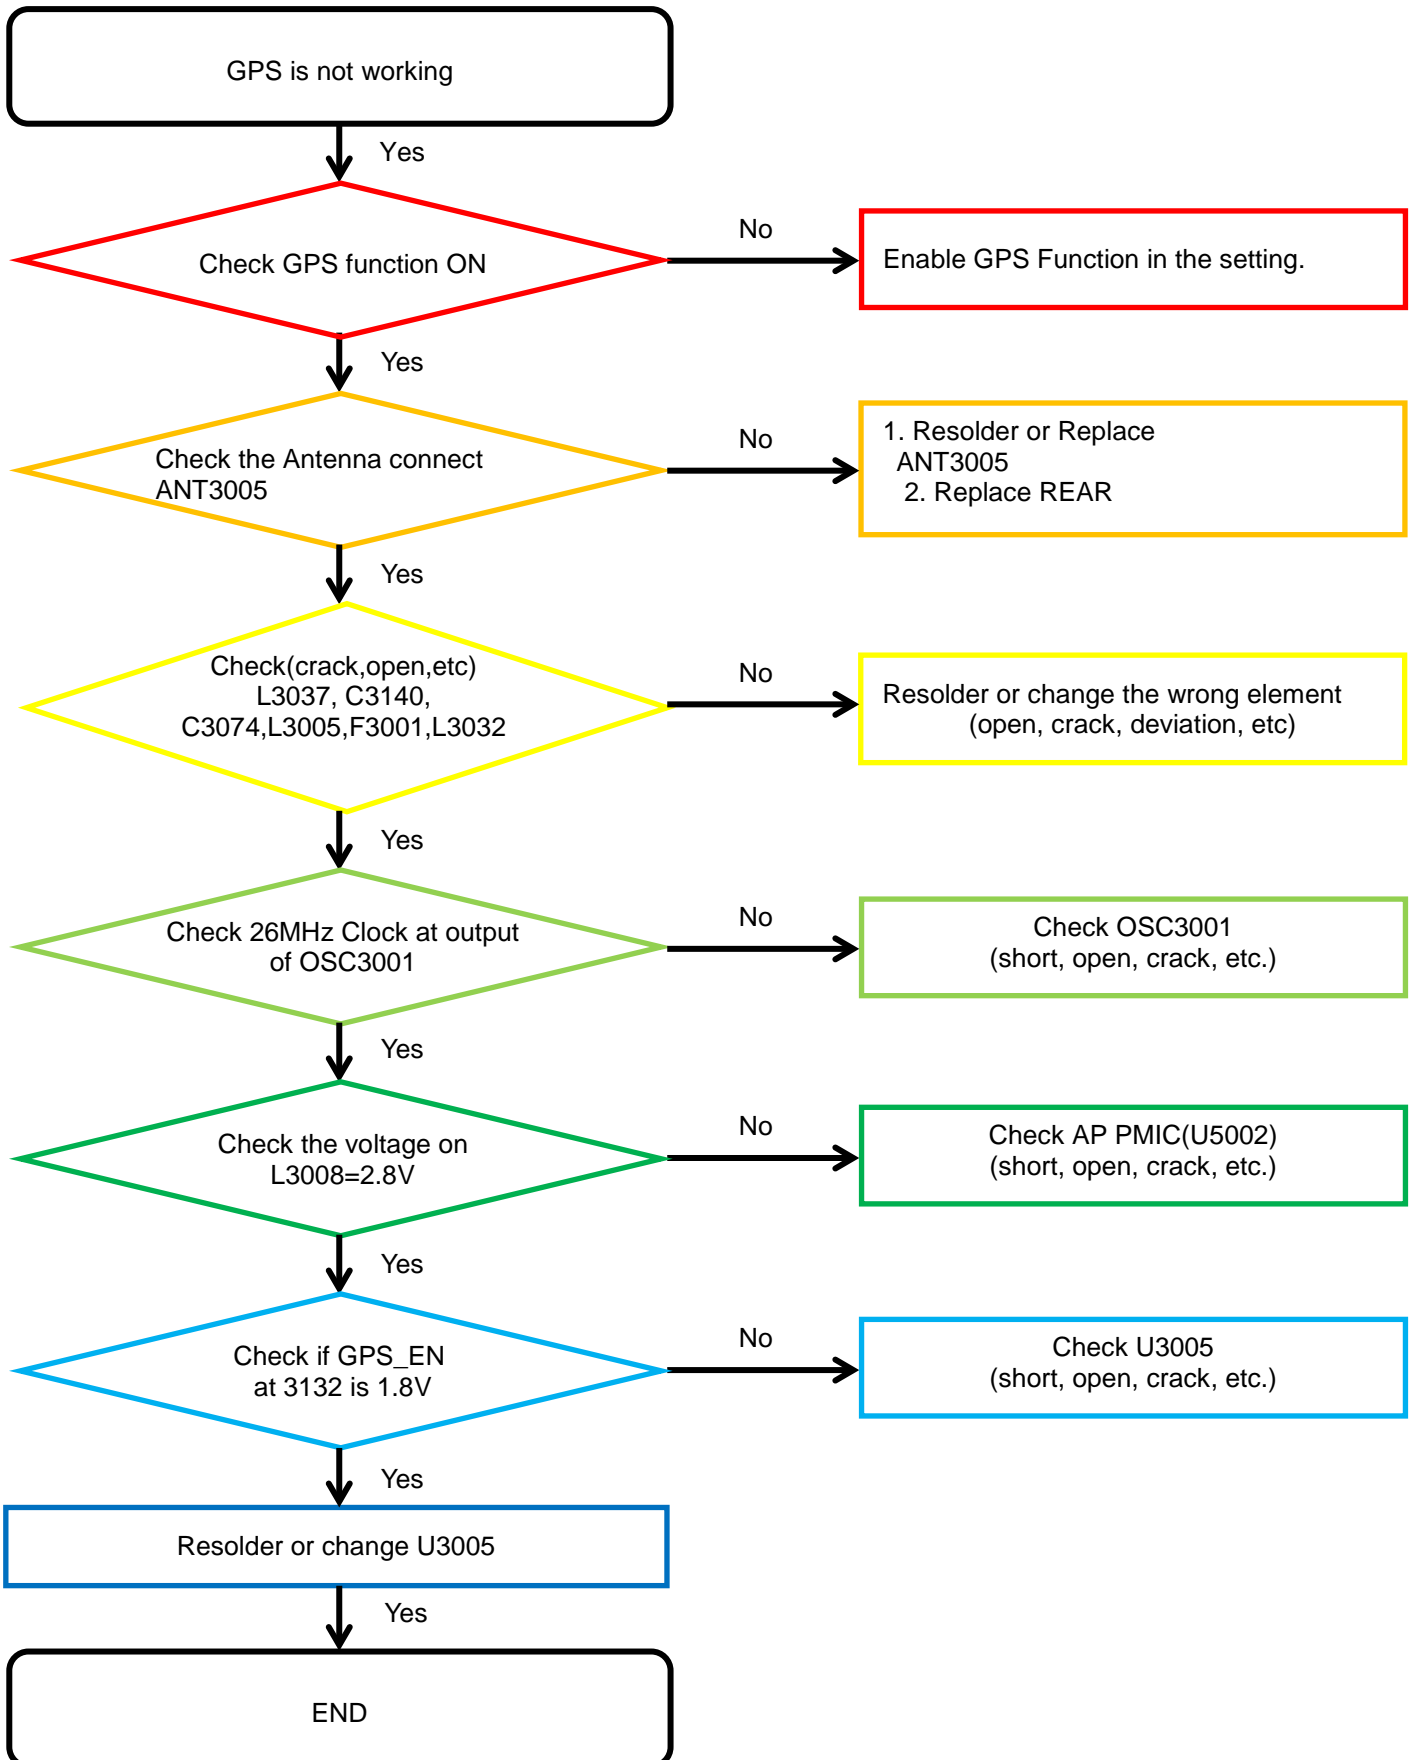 GPS is not working
Yes
Check GPS function ON
No
Enable GPS Function in the setting.
Yes
Check the Antenna connect
ANT3005
No
1. Resolder or Replace
ANT3005
2. Replace REAR
Yes
Check(crack,open,etc)
L3037, C3140,
C3074,L3005,F3001,L3032
No
Resolder or change the wrong element
(open, crack, deviation, etc)
Yes
Check 26MHz Clock at output
of OSC3001
No
Check OSC3001
(short, open, crack, etc.)
Yes
Check the voltage on
L3008=2.8V
No
Check AP PMIC(U5002)
(short, open, crack, etc.)
Yes
Check if GPS_EN
at 3132 is 1.8V
No
Check U3005
(short, open, crack, etc.)
Yes
Resolder or change U3005
Yes
END